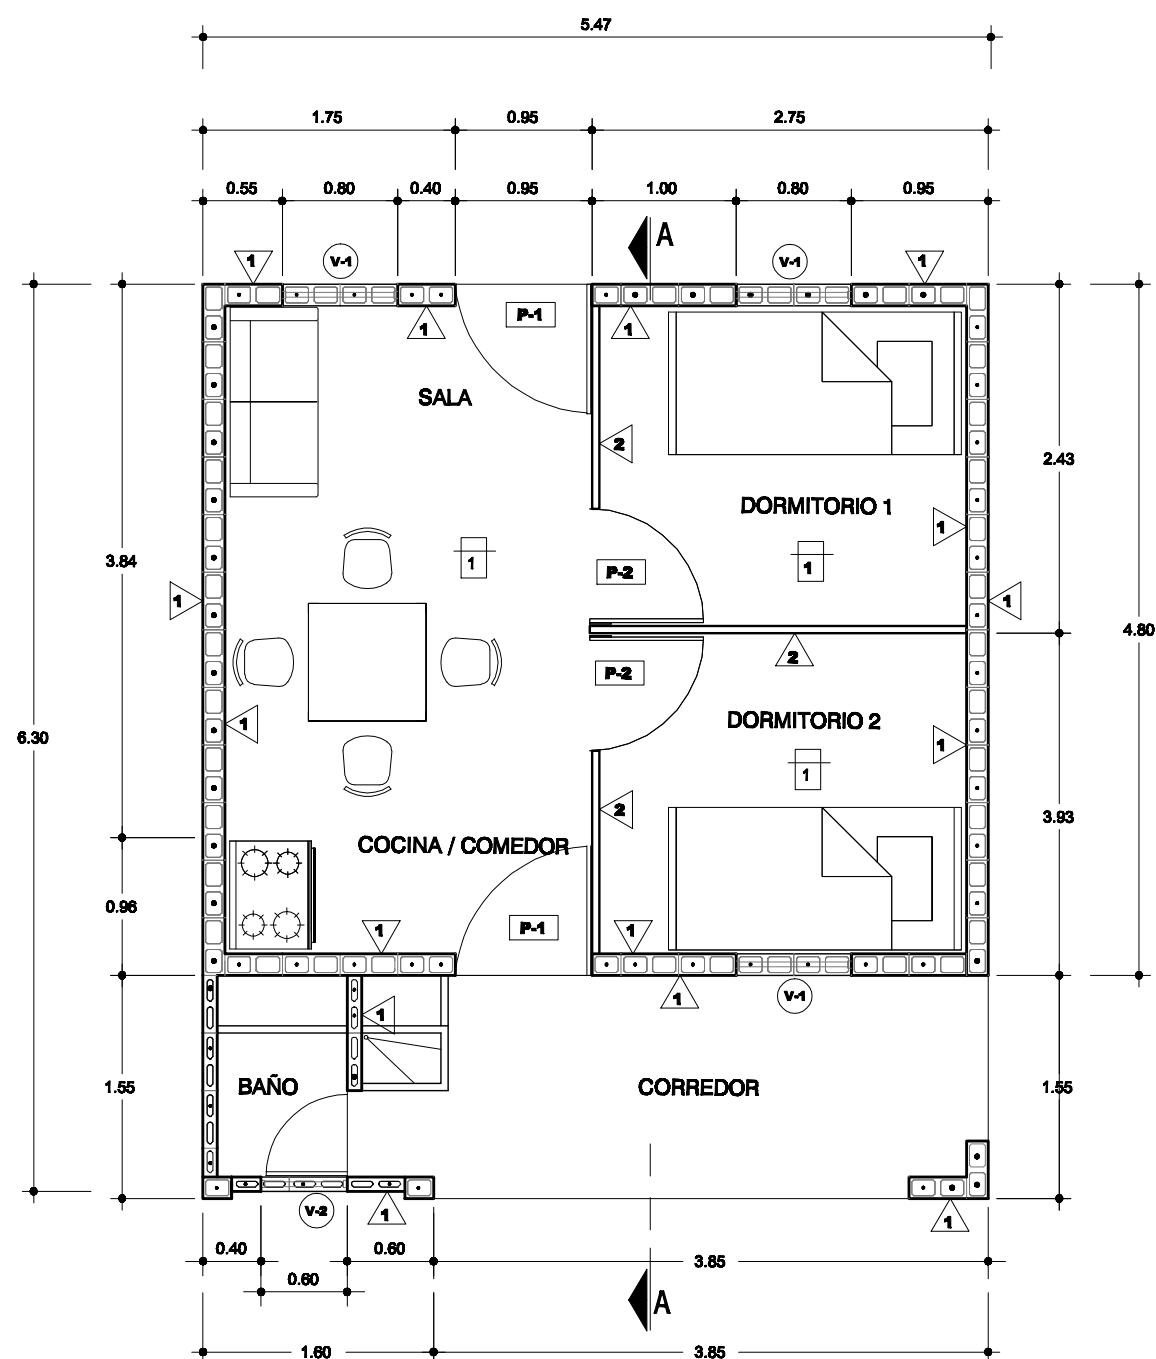 5.47
1.75 0.95 2.75
0.55 0.80 0.40 0.95 1.00 0.80 0.95
A
1 V-1 V-1 1
1 P-1 1
SALA
2 2.43
DORMITORIO 1
1
3.84 1 P-2 1
1 1
4.80
2
P-2
1 DORMITORIO 2
6.30 1
1
2 3.93
COCINA / COMEDOR
0.96
1 P-1 1
1 V-1
1
1.55 BAÑO CORREDOR 1.55
V-2 1 1
0.40 0.60 3.85
0.60
A
1.60 3.85